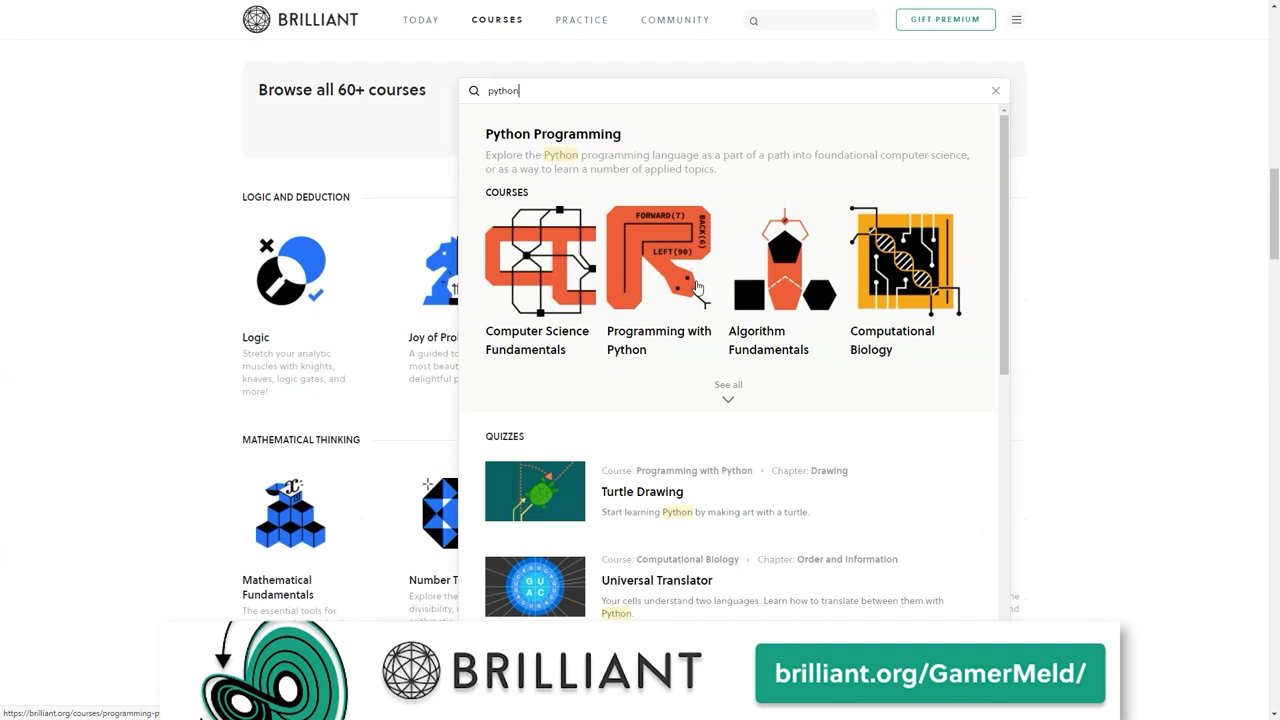 BRILLIANT
TODAY
COURSES
PRACTICE
COMMUNITY
GIFT PREMIUM
Browse all 60+ courses
python
Python Programming
Explore the Python programming language as a part of a path into foundational computer science,
or as a way to learn a number of applied topics.
COURSES
FORWARD(7)
BACK(6)
LEFT(90)
Computer Science
Fundamentals
Programming with
Python
Algorithm
Fundamentals
Computational
Biology
See all
LOGIC AND DEDUCTION
Logic
Stretch your analytic
muscles with knights,
knaves, logic gates, and
more!
Joy of Pro
A guided to
most beau
delightful p
QUIZZES
Course: Programming with Python › Chapter: Drawing
Turtle Drawing
Start learning Python by making art with a turtle.
Course: Computational Biology › Chapter: Order and Information
Universal Translator
Your cells understand two languages. Learn how to translate between them with
Python.
G U
A C
MATHEMATICAL THINKING
x
Mathematical
Fundamentals
The essential tools for
Number T
Explore the
divisibility, i
BRILLIANT
brilliant.org/GamerMeld/
https://brilliant.org/courses/programming-p